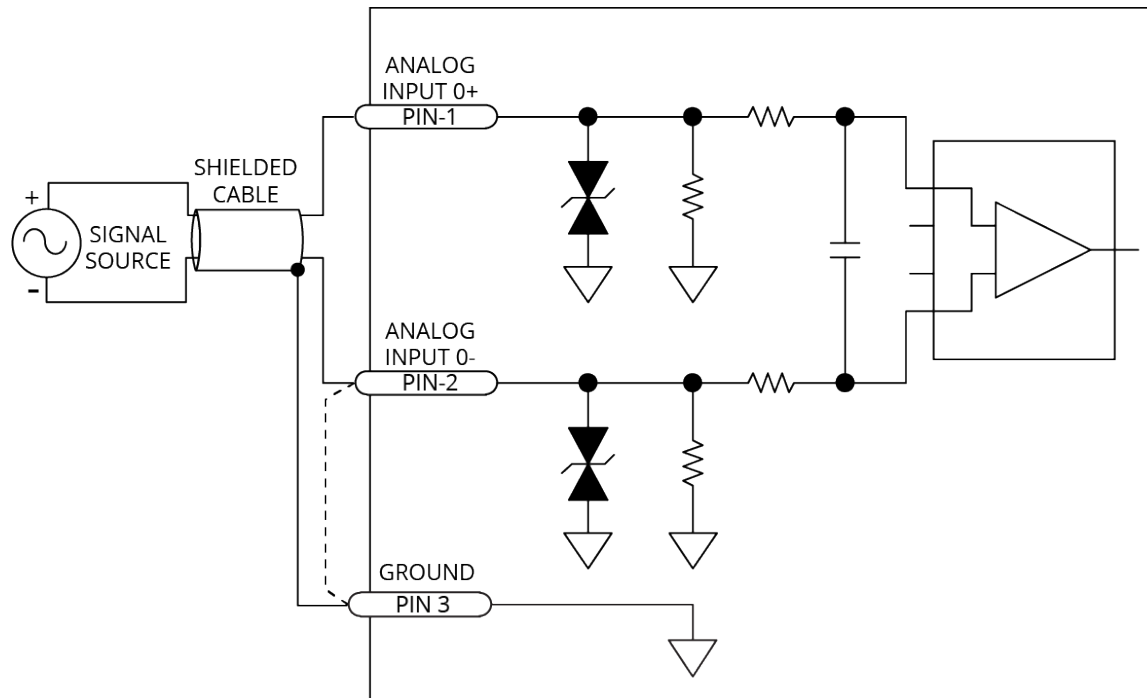 ANALOG
INPUT 0+
PIN-1
SHIELDED
CABLE
+
SIGNAL
SOURCE
-
ANALOG
INPUT 0-
PIN-2
GROUND
PIN 3